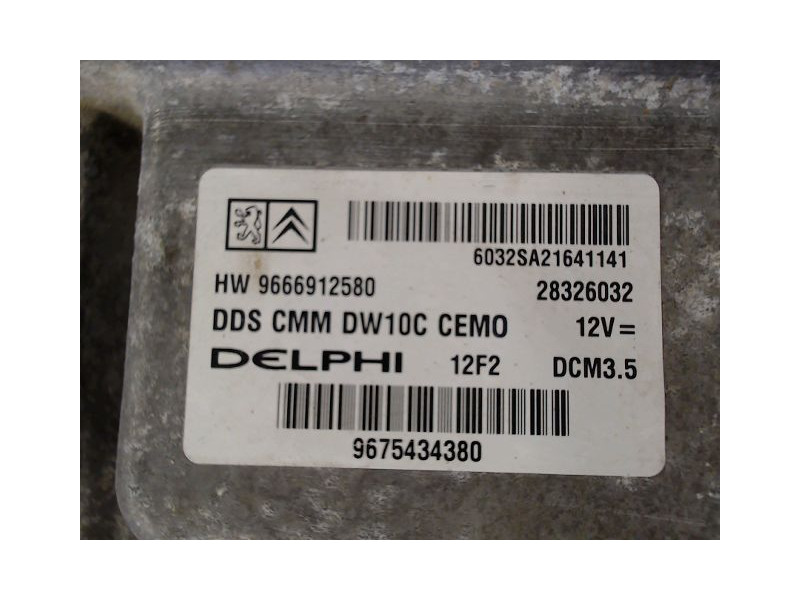 6032SA21641141
HW 9666912580 28326032
DDS CMM DW10C CEMO 12V=
DELPHI 12F2 DCM3.5
9675434380